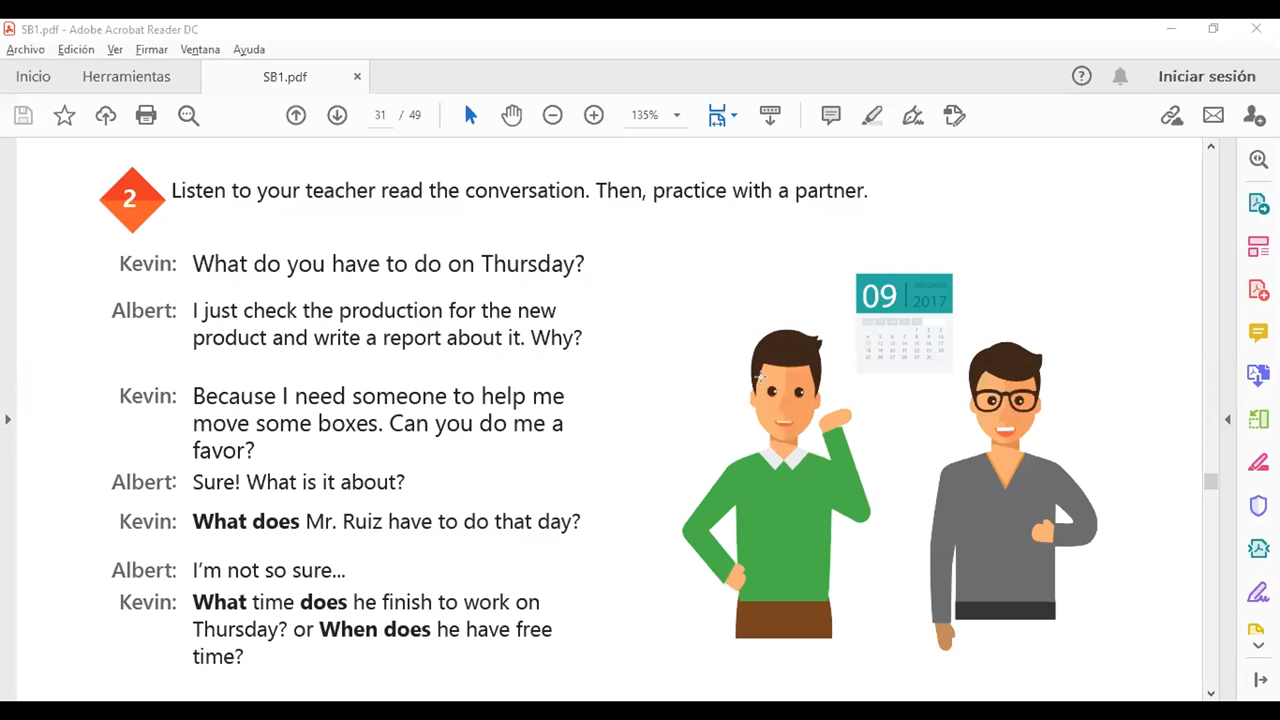 SB1.pdf - Adobe Acrobat Reader DC
Archivo Edición Ver Firmar Ventana Ayuda
Inicio Herramientas SB1.pdf × Iniciar sesión
31 / 49 135%
2 Listen to your teacher read the conversation. Then, practice with a partner.
Kevin: What do you have to do on Thursday?
Albert: I just check the production for the new
product and write a report about it. Why?
Kevin: Because I need someone to help me
move some boxes. Can you do me a
favor?
Albert: Sure! What is it about?
Kevin: What does Mr. Ruiz have to do that day?
Albert: I'm not so sure...
Kevin: What time does he finish to work on
Thursday? or When does he have free
time?
09 2017